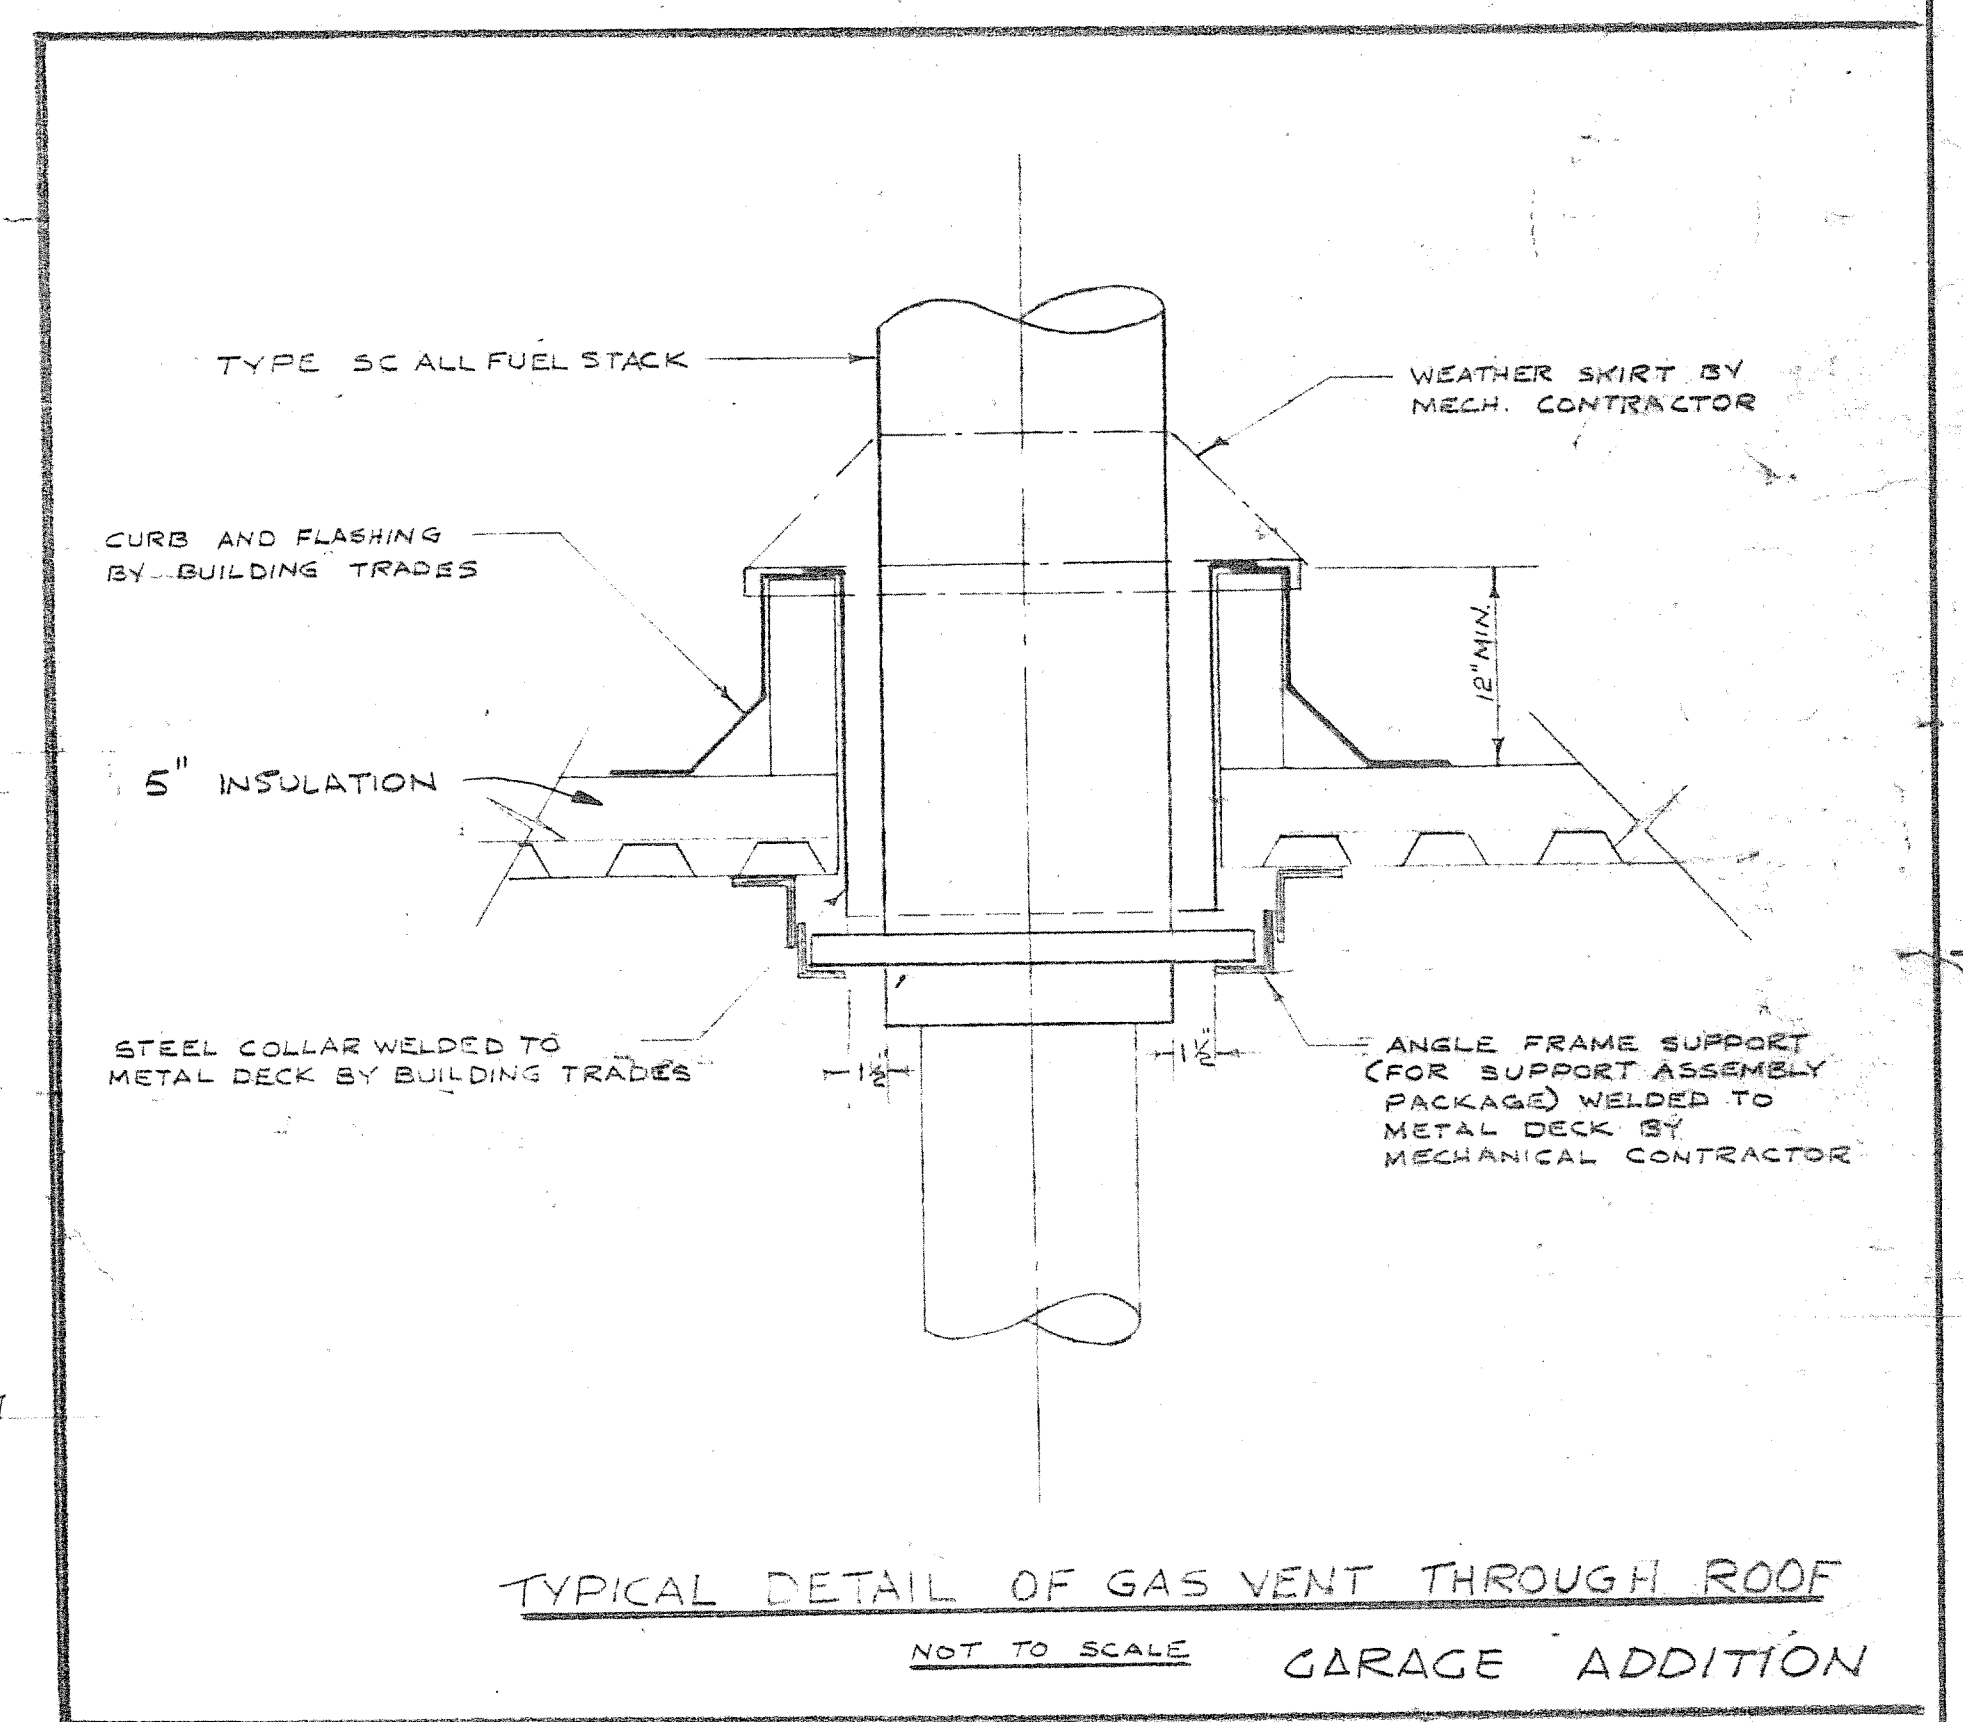 TYPE SC ALL FUEL STACK
WEATHER SKIRT BY
MECH. CONTRACTOR
CURB AND FLASHING
BY BUILDING TRADES
12" MIN.
5" INSULATION
STEEL COLLAR WELDED TO
METAL DECK BY BUILDING TRADES
1½"
1½"
ANGLE FRAME SUPPORT
(FOR SUPPORT ASSEMBLY
PACKAGE) WELDED TO
METAL DECK BY
MECHANICAL CONTRACTOR
TYPICAL DETAIL OF GAS VENT THROUGH ROOF
NOT TO SCALE
GARAGE ADDITION